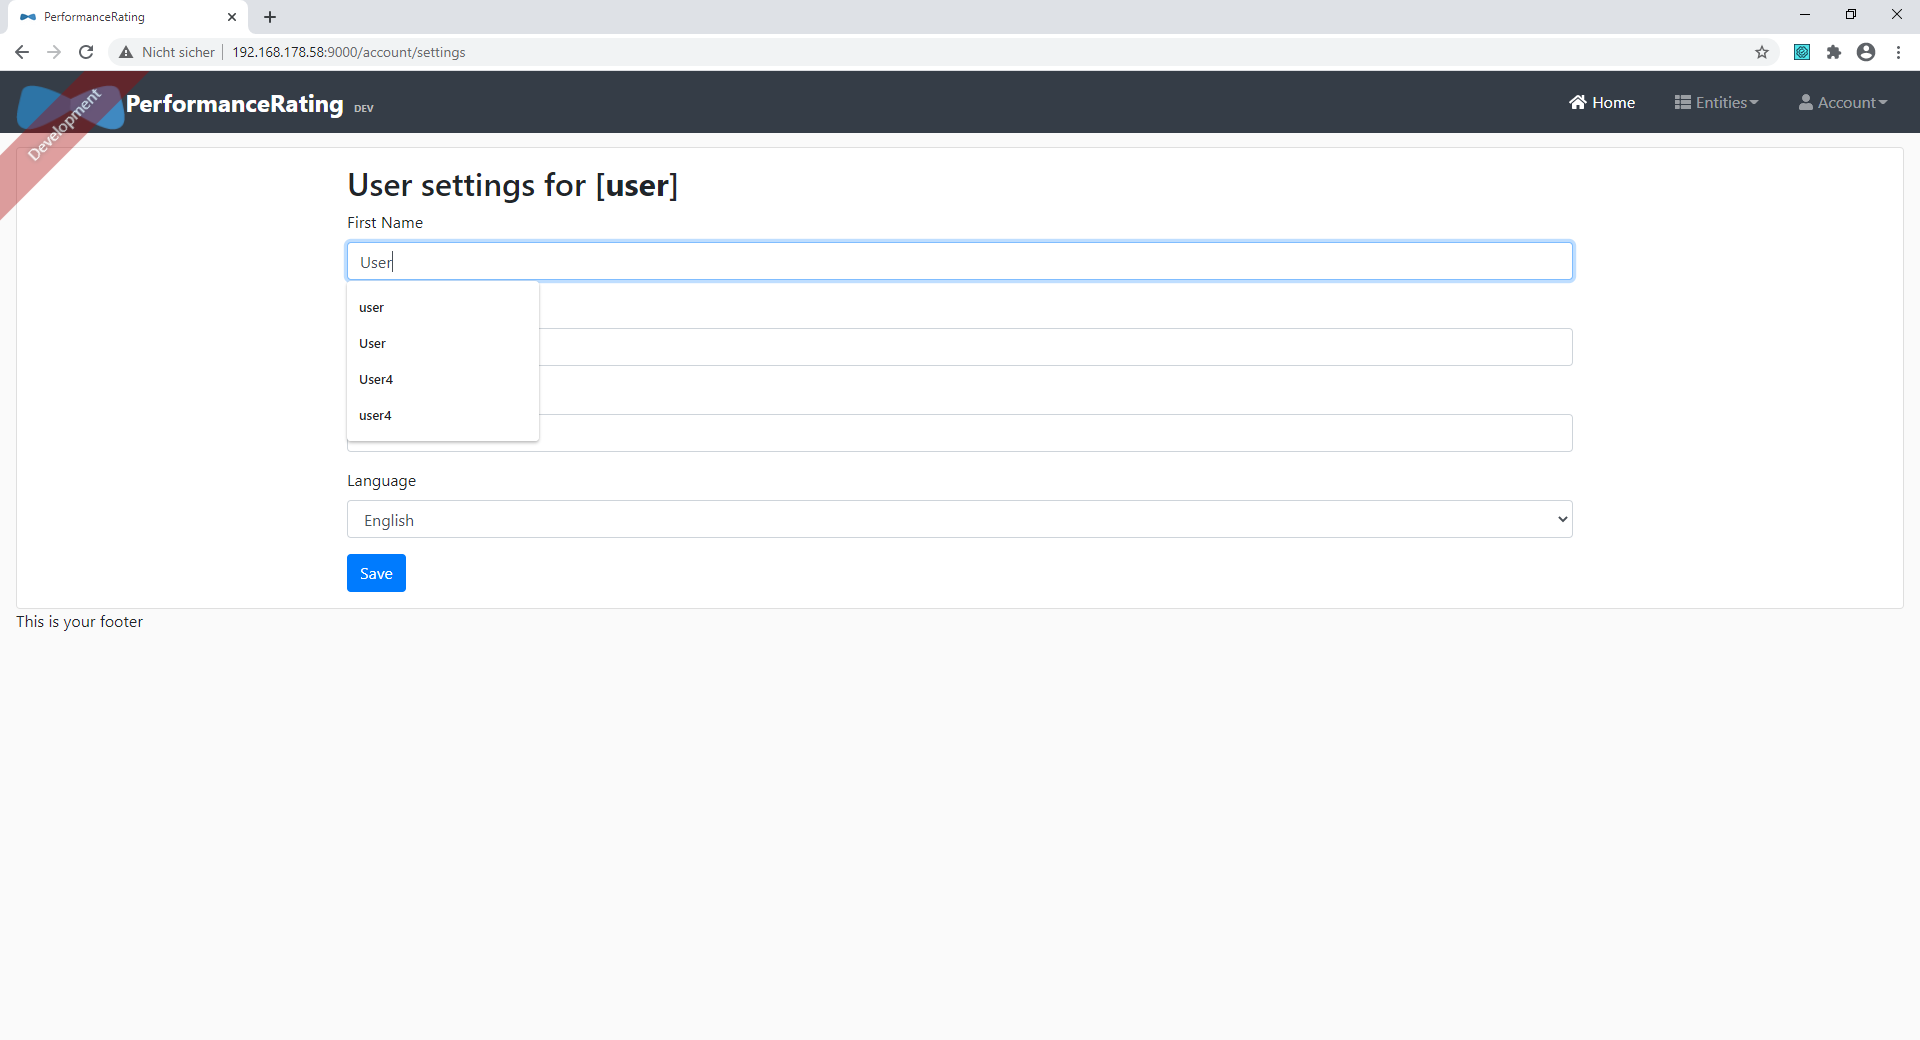 PerformanceRating
Nicht sicher 192.168.178.58:9000/account/settings
Development
PerformanceRating DEV
Home Entities Account
User settings for [user]
First Name
User
user
User
User4
user4
Language
English
Save
This is your footer